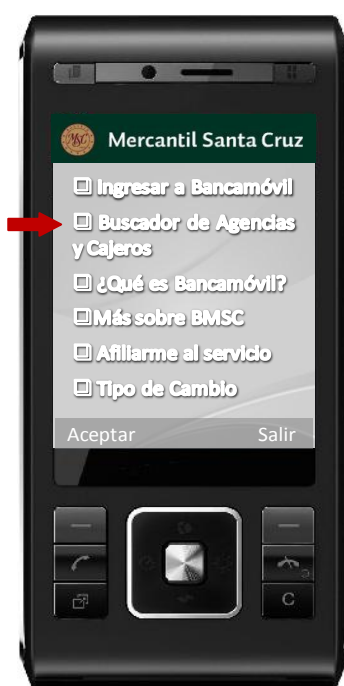 MSC Mercantil Santa Cruz
❑ Ingresar a Bancamóvil
❑ Buscador de Agencias
y Cajeros
❑ ¿Qué es Bancamóvil?
❑Más sobre BMSC
❑ Afiliarme al servicio
❑ Tipo de Cambio
Aceptar Salir
C